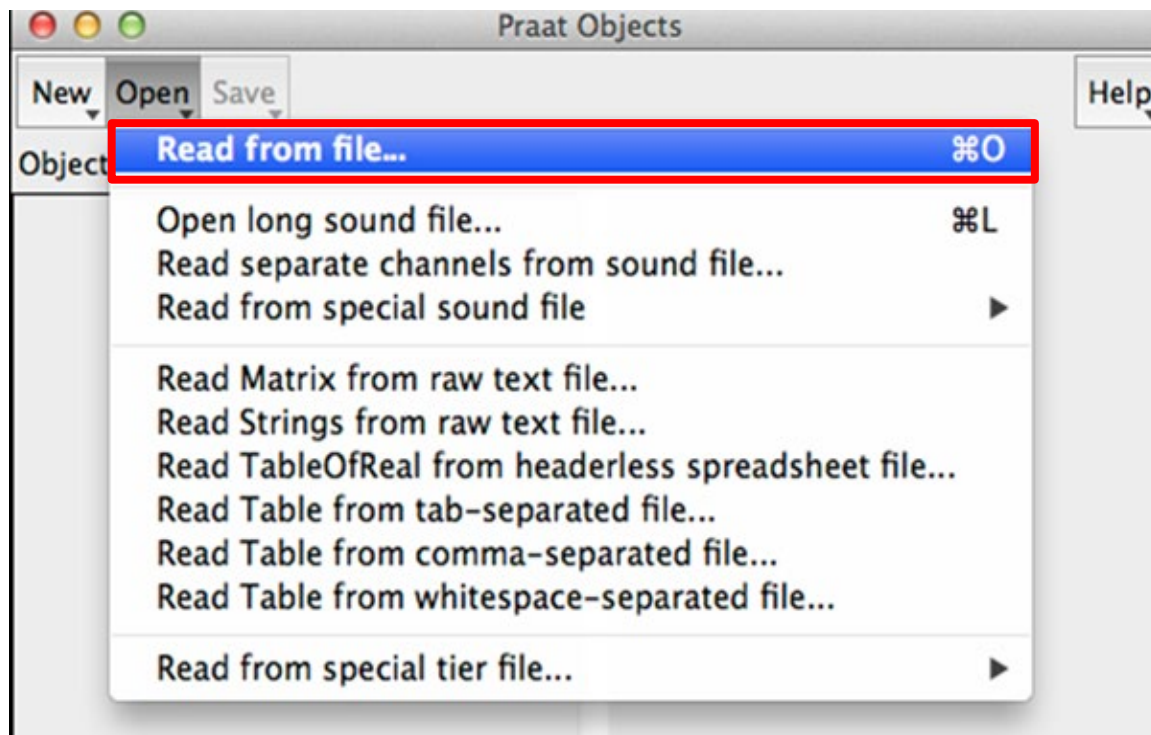 Praat Objects
New Open Save Help
Object
Read from file... ⌘O
Open long sound file... ⌘L
Read separate channels from sound file...
Read from special sound file
Read Matrix from raw text file...
Read Strings from raw text file...
Read TableOfReal from headerless spreadsheet file...
Read Table from tab-separated file...
Read Table from comma-separated file...
Read Table from whitespace-separated file...
Read from special tier file...